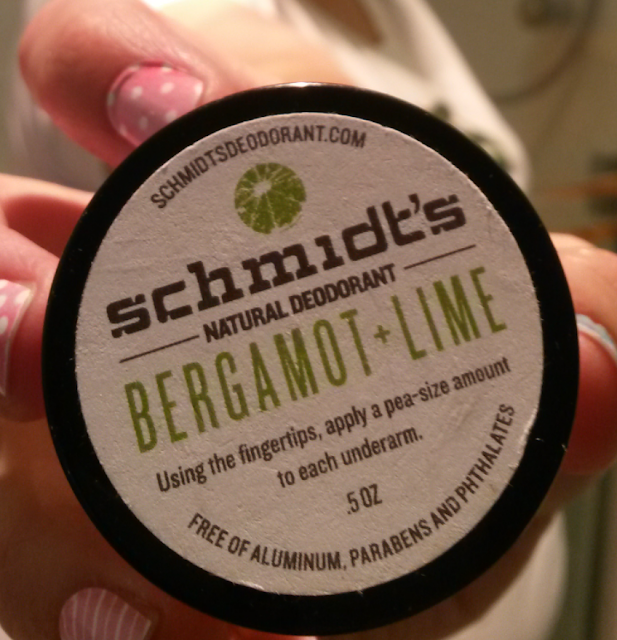 SCHMIDTSDEODORANT.COM
schmidt's
NATURAL DEODORANT
BERGAMOT + LIME
Using the fingertips, apply a pea-size amount
to each underarm.
.5 OZ
FREE OF ALUMINUM, PARABENS AND PHTHALATES